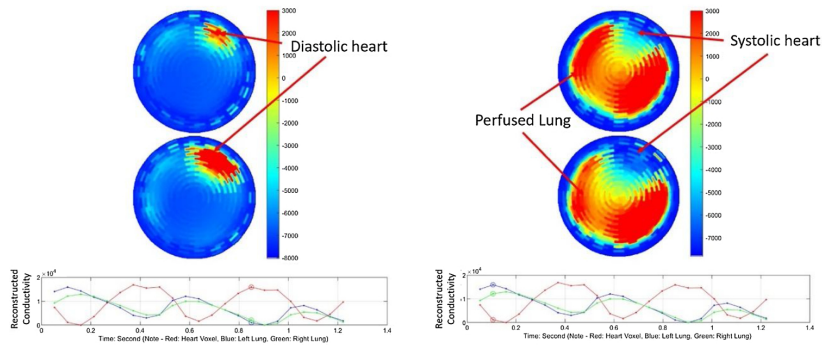 3000
2000
1000
0
-1000
-2000
-3000
-4000
-5000
-6000
-7000
-8000
Diastolic heart
2
×10⁴
1
0
0 0.2 0.4 0.6 0.8 1 1.2 1.4
Reconstructed
Conductivity
Time: Second (Note - Red: Heart Voxel, Blue: Left Lung, Green: Right Lung)
3000
2000
1000
0
-1000
-2000
-3000
-4000
-5000
-6000
-7000
Systolic heart
Perfused Lung
2
×10⁴
1
0
0 0.2 0.4 0.6 0.8 1 1.2 1.4
Reconstructed
Conductivity
Time: Second (Note - Red: Heart Voxel, Blue: Left Lung, Green: Right Lung)